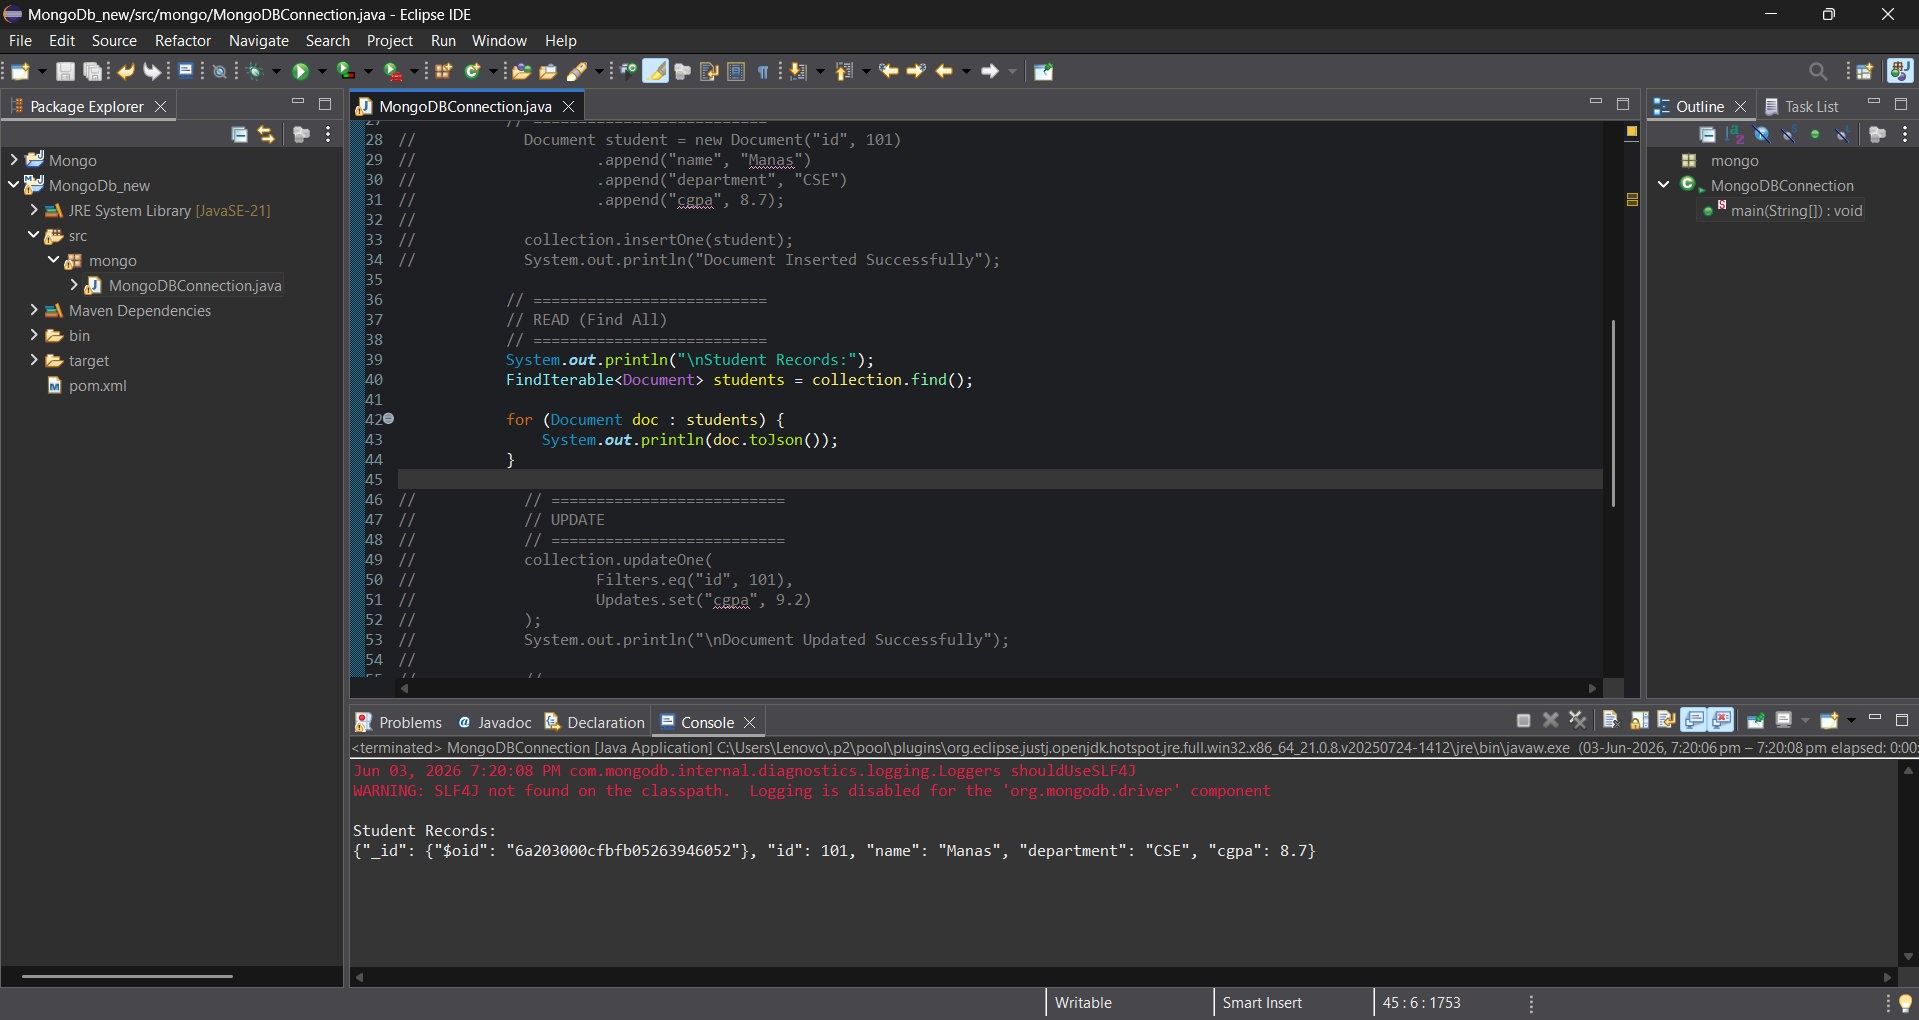 MongoDb_new/src/mongo/MongoDBConnection.java - Eclipse IDE
File Edit Source Refactor Navigate Search Project Run Window Help
Package Explorer
Mongo
MongoDb_new
JRE System Library [JavaSE-21]
src
mongo
MongoDBConnection.java
Maven Dependencies
bin
target
pom.xml
MongoDBConnection.java
28 // Document student = new Document("id", 101)
29 // .append("name", "Manas")
30 // .append("department", "CSE")
31 // .append("cgpa", 8.7);
32 //
33 // collection.insertOne(student);
34 // System.out.println("Document Inserted Successfully");
35
36 // ==========================
37 // READ (Find All)
38 // ==========================
39 System.out.println("\nStudent Records:");
40 FindIterable<Document> students = collection.find();
41
42 for (Document doc : students) {
43 System.out.println(doc.toJson());
44 }
45
46 // // ==========================
47 // // UPDATE
48 // // ==========================
49 // collection.updateOne(
50 // Filters.eq("id", 101),
51 // Updates.set("cgpa", 9.2)
52 // );
53 // System.out.println("\nDocument Updated Successfully");
54 //
Outline Task List
mongo
MongoDBConnection
main(String[]) : void
Problems Javadoc Declaration Console
<terminated> MongoDBConnection [Java Application] C:\Users\Lenovo\.p2\pool\plugins\org.eclipse.justj.openjdk.hotspot.jre.full.win32.x86_64_21.0.8.v20250724-1412\jre\bin\javaw.exe (03-Jun-2026, 7:20:06 pm – 7:20:08 pm elapsed: 0:00:
Jun 03, 2026 7:20:08 PM com.mongodb.internal.diagnostics.logging.Loggers shouldUseSLF4J
WARNING: SLF4J not found on the classpath.  Logging is disabled for the 'org.mongodb.driver' component
Student Records:
{"_id": {"$oid": "6a203000cfbfb05263946052"}, "id": 101, "name": "Manas", "department": "CSE", "cgpa": 8.7}
Writable Smart Insert 45 : 6 : 1753